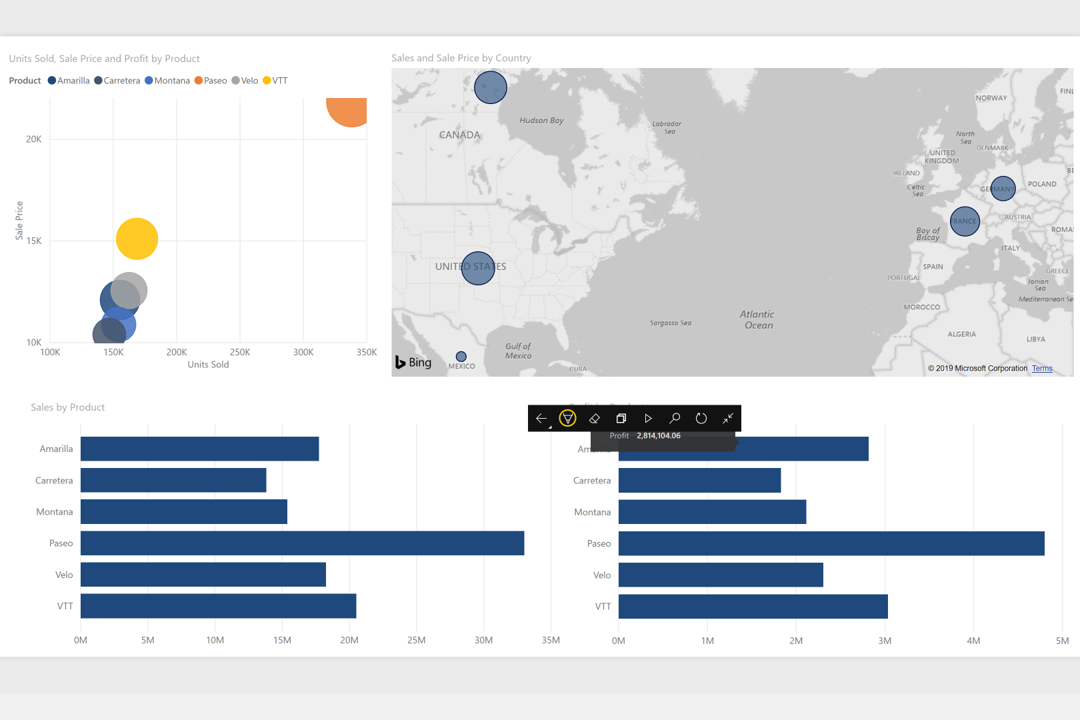 Units Sold, Sale Price and Profit by Product
Product Amarilla Carretera Montana Paseo Velo VTT
20K
15K
10K
Sale Price
100K 150K 200K 250K 300K 350K
Units Sold
Sales and Sale Price by Country
NORWAY
Hudson Bay
Labrador
Sea
CANADA
North
Sea
DENMARK
UNITED
KINGDOM
IRELAND
Celtic
Sea
GERMANY
POLAND
FRANCE
AUSTRIA
Bay of
Biscay
ROMA
ITALY
UNITED STATES
SPAIN
GREECE
PORTUGAL
Ionian
Sea
Mediterranean Se
MOROCCO
Atlantic
Ocean
Sargasso Sea
ALGERIA
LIBYA
Gulf of
Mexico
MEXICO
CUBA
Bing
© 2019 Microsoft Corporation Terms
Sales by Product
Amarilla
Carretera
Montana
Paseo
Velo
VTT
0M 5M 10M 15M 20M 25M 30M 35M
Profit 2,814,104.06
Carretera
Montana
Paseo
Velo
VTT
0M 1M 2M 3M 4M 5M